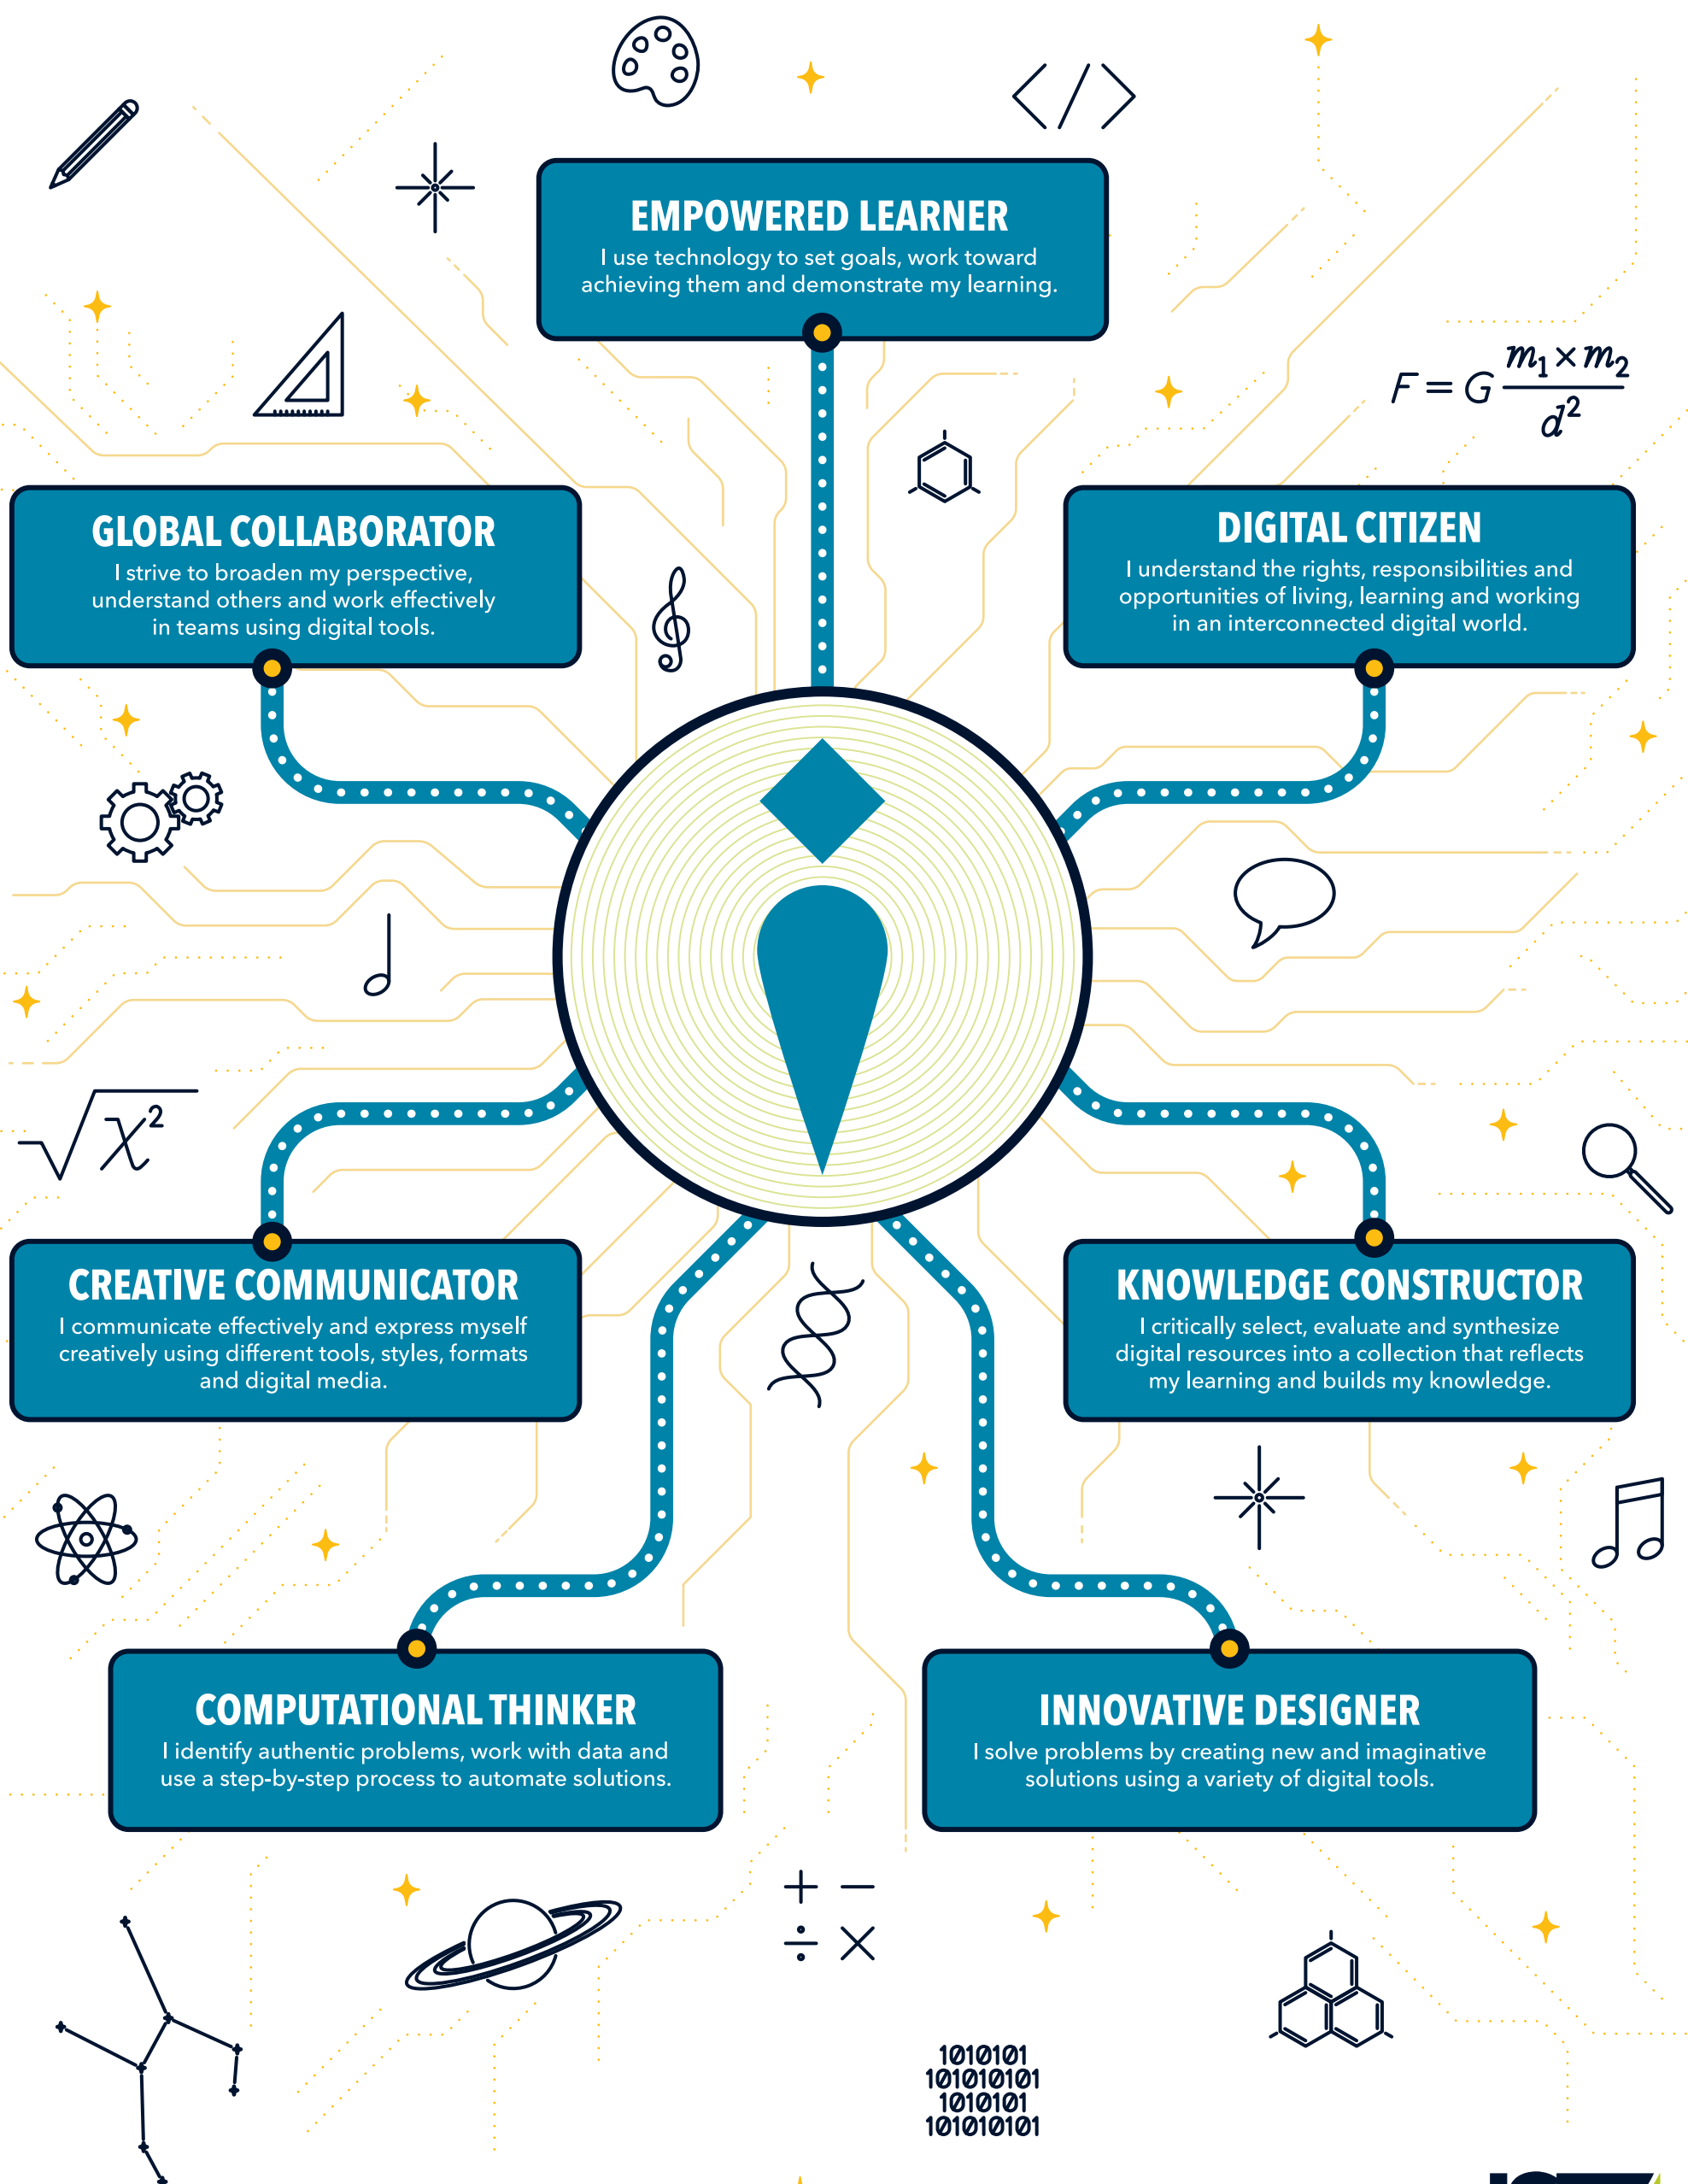 </>
EMPOWERED LEARNER
I use technology to set goals, work toward
achieving them and demonstrate my learning.
F = G m₁ × m₂ / d²
GLOBAL COLLABORATOR
I strive to broaden my perspective,
understand others and work effectively
in teams using digital tools.
DIGITAL CITIZEN
I understand the rights, responsibilities and
opportunities of living, learning and working
in an interconnected digital world.
√x²
CREATIVE COMMUNICATOR
I communicate effectively and express myself
creatively using different tools, styles, formats
and digital media.
KNOWLEDGE CONSTRUCTOR
I critically select, evaluate and synthesize
digital resources into a collection that reflects
my learning and builds my knowledge.
COMPUTATIONAL THINKER
I identify authentic problems, work with data and
use a step-by-step process to automate solutions.
INNOVATIVE DESIGNER
I solve problems by creating new and imaginative
solutions using a variety of digital tools.
+ −
÷ ×
1010101
101010101
1010101
101010101